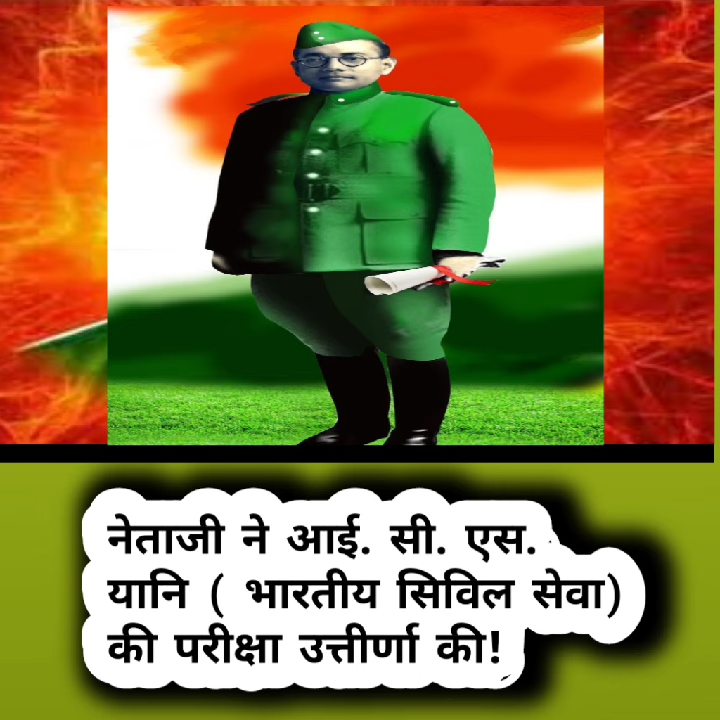 नेताजी ने आई. सी. एस.
यानि ( भारतीय सिविल सेवा)
की परीक्षा उत्तीर्णा की!